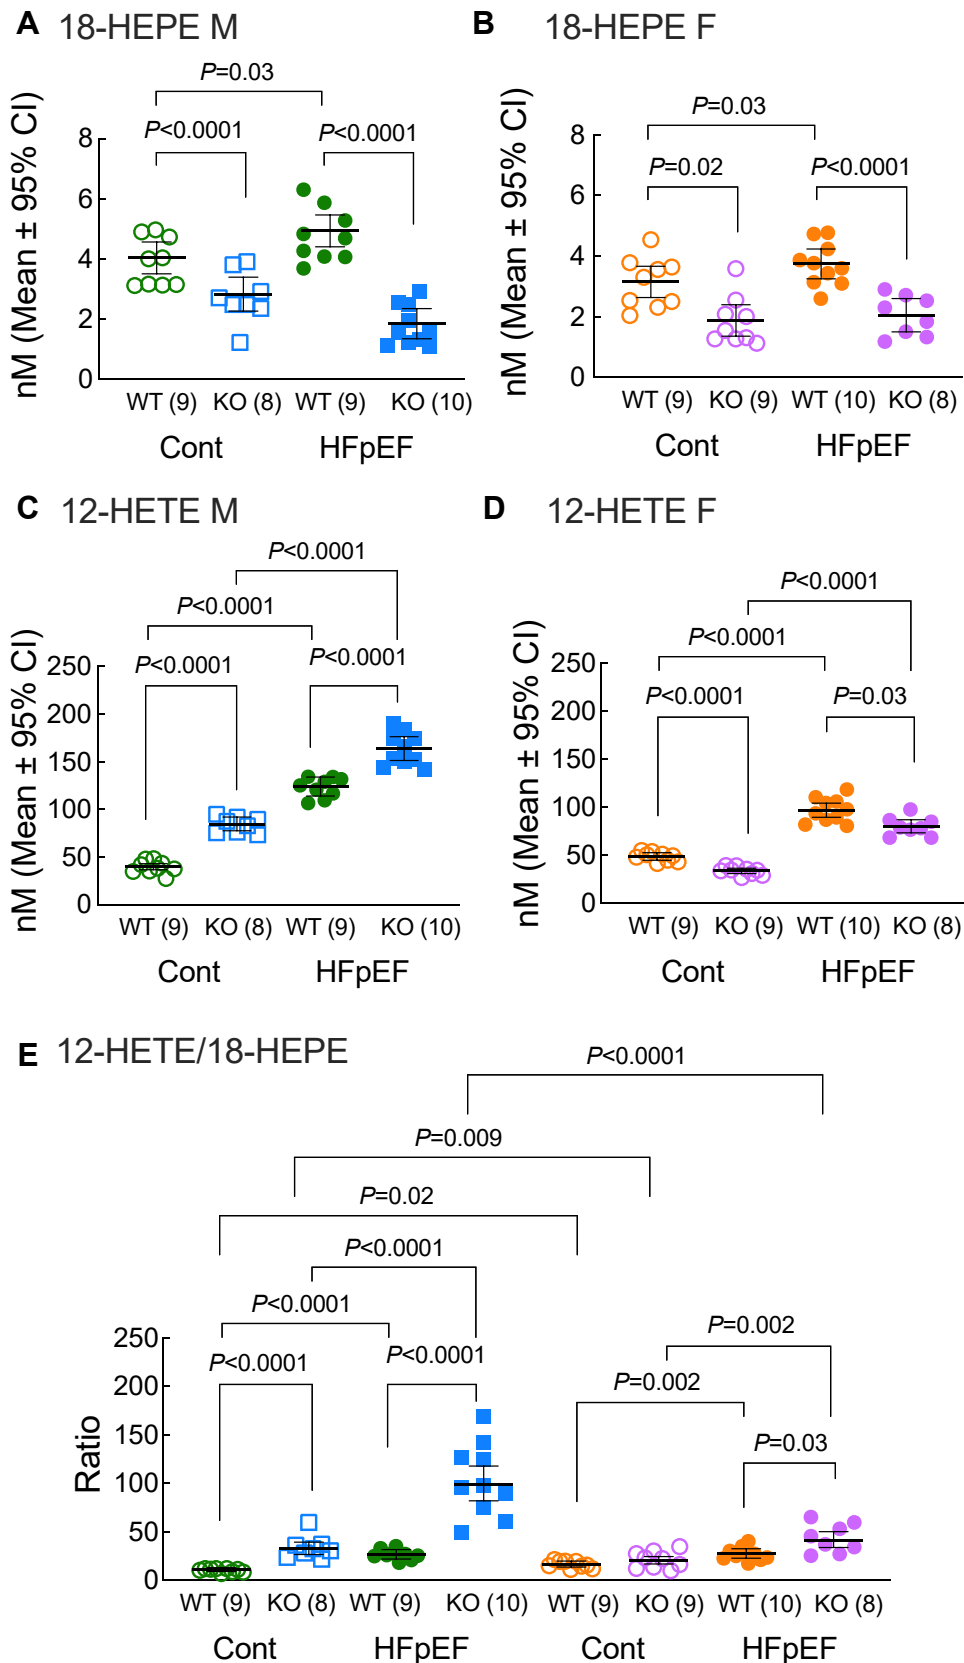 A 18-HEPE M
P=0.03
P<0.0001 P<0.0001
nM (Mean ± 95% CI)
8
6
4
2
0
WT (9) KO (8) WT (9) KO (10)
Cont HFpEF
B 18-HEPE F
P=0.03
P=0.02 P<0.0001
nM (Mean ± 95% CI)
8
6
4
2
0
WT (9) KO (9) WT (10) KO (8)
Cont HFpEF
C 12-HETE M
P<0.0001
P<0.0001
P<0.0001 P<0.0001
nM (Mean ± 95% CI)
250
200
150
100
50
0
WT (9) KO (8) WT (9) KO (10)
Cont HFpEF
D 12-HETE F
P<0.0001
P<0.0001
P<0.0001 P=0.03
nM (Mean ± 95% CI)
250
200
150
100
50
0
WT (9) KO (9) WT (10) KO (8)
Cont HFpEF
E 12-HETE/18-HEPE
P<0.0001
P=0.009
P=0.02
P<0.0001
P<0.0001
P<0.0001 P<0.0001
P=0.002
P=0.002
P=0.03
Ratio
250
200
150
100
50
0
WT (9) KO (8) WT (9) KO (10) WT (9) KO (9) WT (10) KO (8)
Cont HFpEF Cont HFpEF